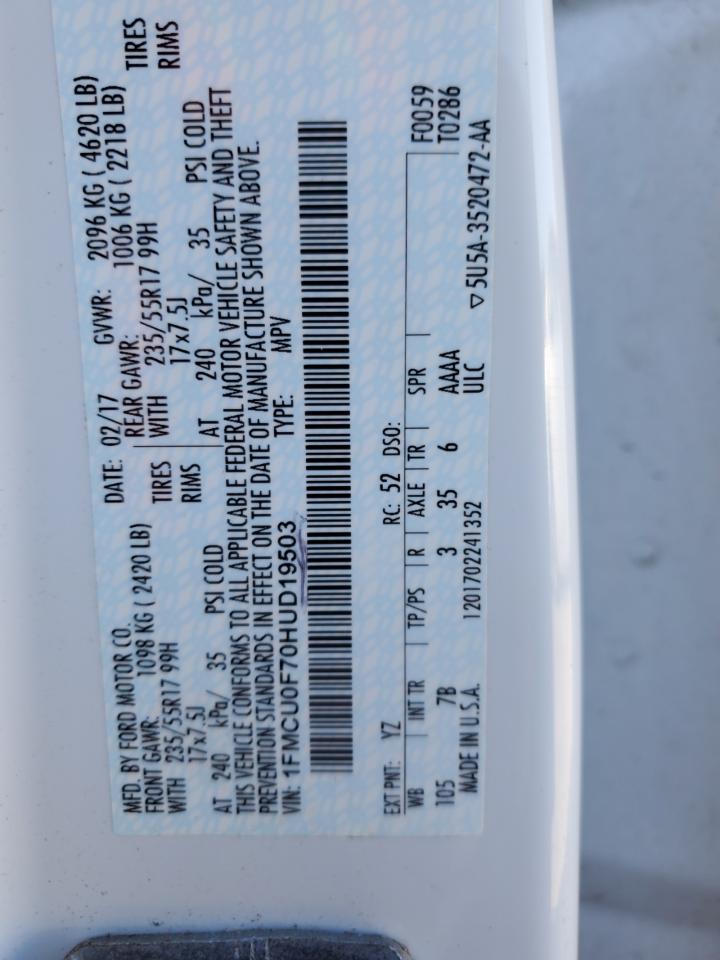 MFD. BY FORD MOTOR CO.
DATE: 02/17 GVWR: 2096 KG ( 4620 LB)
FRONT GAWR: 1098 KG ( 2420 LB) REAR GAWR: 1006 KG ( 2218 LB)
WITH 235/55R17 99H TIRES WITH 235/55R17 99H TIRES
17x7.5J RIMS 17x7.5J RIMS
AT 240 kPa/ 35 PSI COLD AT 240 kPa/ 35 PSI COLD
THIS VEHICLE CONFORMS TO ALL APPLICABLE FEDERAL MOTOR VEHICLE SAFETY AND THEFT
PREVENTION STANDARDS IN EFFECT ON THE DATE OF MANUFACTURE SHOWN ABOVE.
VIN: 1FMCU0F70HUD19503 TYPE: MPV
EXT PNT: YZ RC: 52 DSO:
WB INT TR TP/PS R AXLE TR SPR F0059
105 7B 3 35 6 AAAA T0286
MADE IN U.S.A. 1201702241352 ULC
▽5U5A-3520472-AA